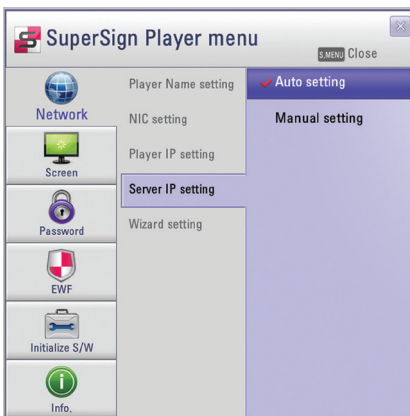 SuperSign Player menu
S.MENU Close
Network
Screen
Password
EWF
Initialize S/W
Info.
Player Name setting
NIC setting
Player IP setting
Server IP setting
Wizard setting
Auto setting
Manual setting